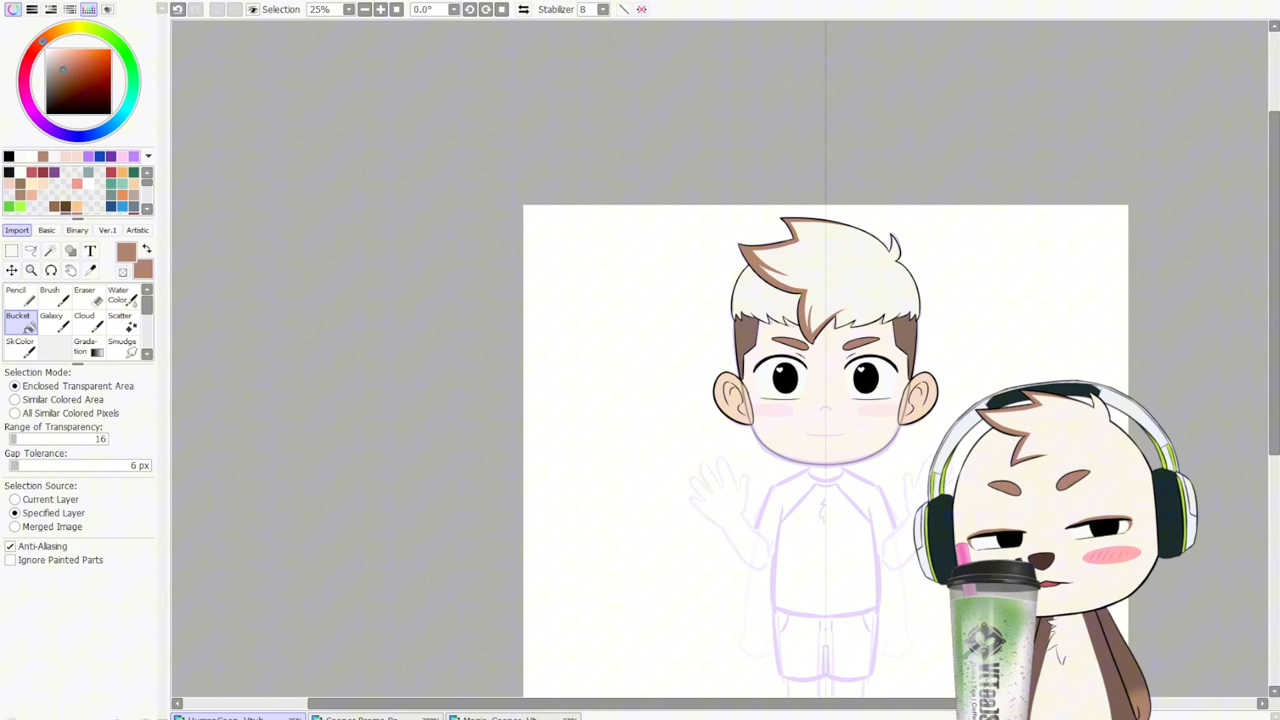 Selection 25% 0.0° Stabilizer 8
Import Basic Binary Ver.1 Artistic
T
Pencil Brush Eraser Water Color
Bucket Galaxy Cloud Scatter
SkColor Grada-tion Smudge
Selection Mode:
Enclosed Transparent Area
Similar Colored Area
All Similar Colored Pixels
Range of Transparency:
16
Gap Tolerance:
6 px
Selection Source:
Current Layer
Specified Layer
Merged Image
Anti-Aliasing
Ignore Painted Parts